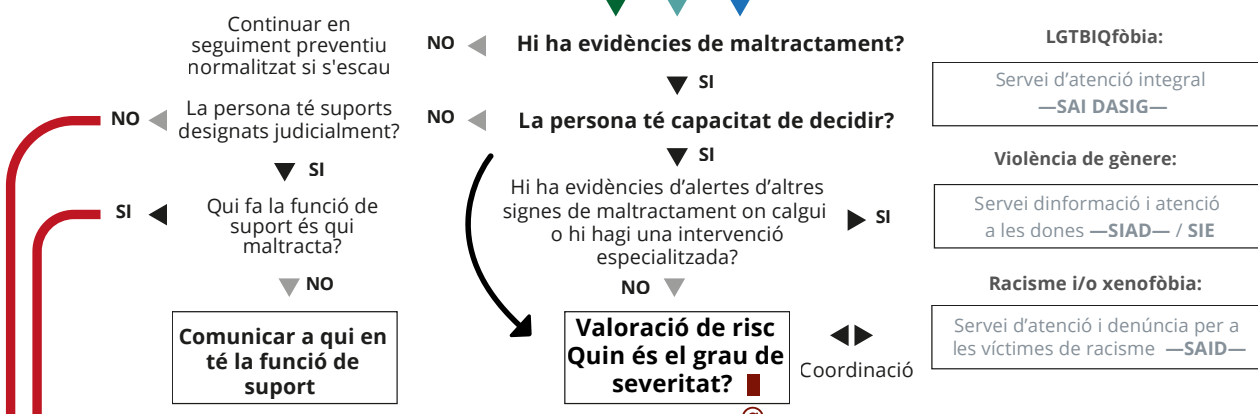 Continuar en
seguiment preventiu
normalitzat si s'escau
NO
Hi ha evidències de maltractament?
SI
NO
La persona té suports
designats judicialment?
NO
La persona té capacitat de decidir?
SI
SI
Qui fa la funció de
suport és qui
maltracta?
SI
Hi ha evidències d'alertes d'altres
signes de maltractament on calgui
o hi hagi una intervenció
especialitzada?
SI
NO
NO
Comunicar a qui en
té la funció de
suport
Valoració de risc
Quin és el grau de
severitat?
Coordinació
LGTBIQfòbia:
Servei d'atenció integral
—SAI DASIG—
Violència de gènere:
Servei dinformació i atenció
a les dones —SIAD— / SIE
Racisme i/o xenofòbia:
Servei d'atenció i denúncia per a
les víctimes de racisme —SAID—